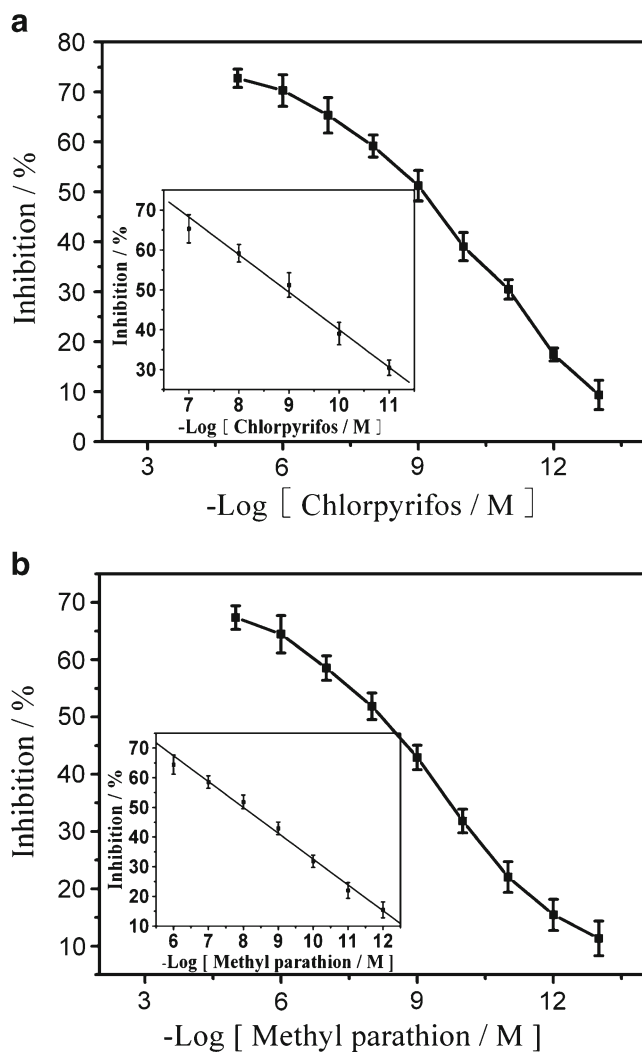 a
80
70
60
50
40
30
20
10
0
Inhibition / %
3 6 9 12
-Log [ Chlorpyrifos / M ]
70
60
50
40
30
Inhibition / %
7 8 9 10 11
-Log [ Chlorpyrifos / M ]
b
70
60
50
40
30
20
10
Inhibition / %
3 6 9 12
-Log [ Methyl parathion / M ]
70
60
50
40
30
20
10
Inhibition / %
6 7 8 9 10 11 12
-Log [ Methyl parathion / M ]